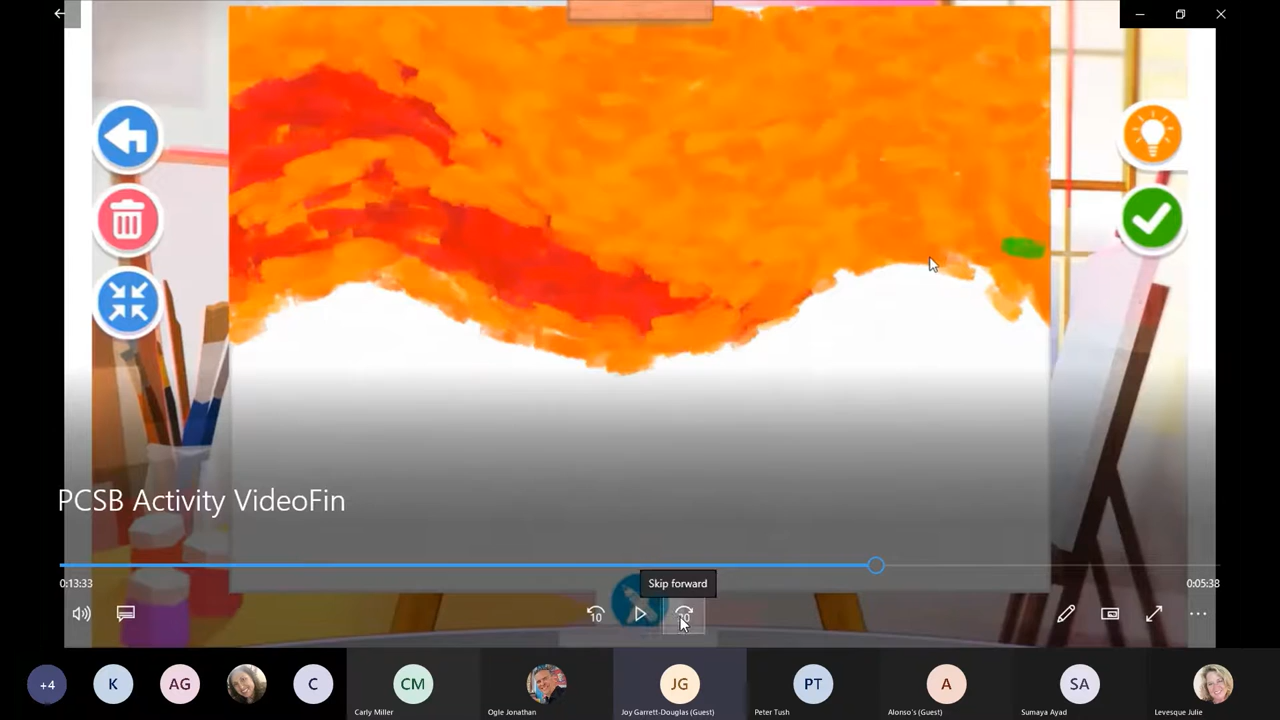 PCSB Activity VideoFin
Skip forward
0:13:33
0:05:38
10
+4
K
AG
C
CM
JG
PT
A
SA
Carly Miller
Ogle Jonathan
Joy Garrett-Douglas (Guest)
Peter Tush
Alonso's (Guest)
Sumaya Ayad
Levesque Julie